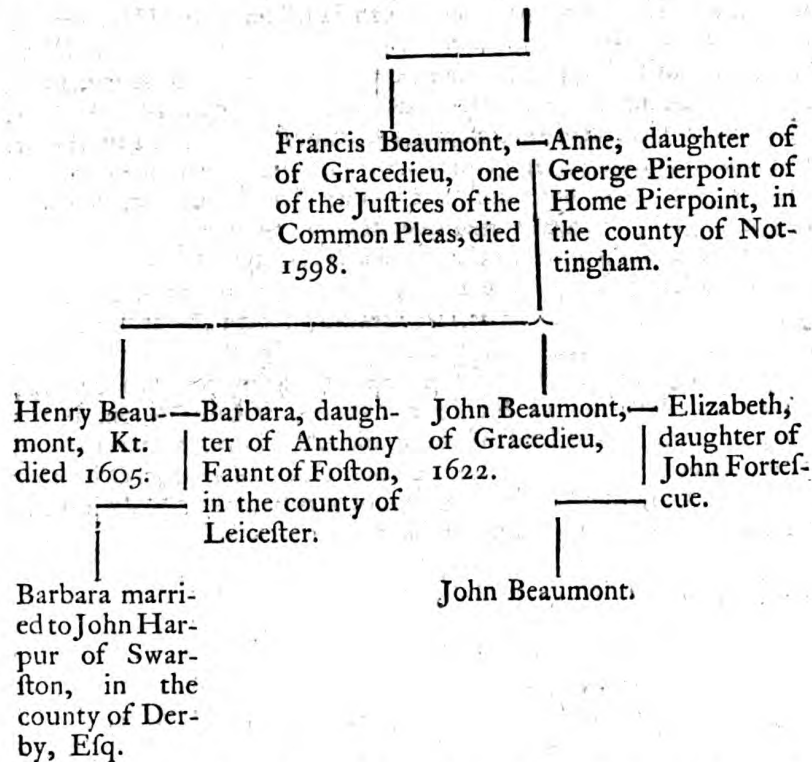 Francis Beaumont,
of Gracedieu, one
of the Juſtices of the
Common Pleas, died
1598.
Anne, daughter of
George Pierpoint of
Home Pierpoint, in
the county of Not-
tingham.
Henry Beau-
mont, Kt.
died 1605.
Barbara, daugh-
ter of Anthony
Faunt of Foſton,
in the county of
Leiceſter.
John Beaumont,
of Gracedieu,
1622.
Elizabeth,
daughter of
John Forteſ-
cue.
Barbara marri-
ed to John Har-
pur of Swar-
ſton, in the
county of Der-
by, Eſq.
John Beaumont.